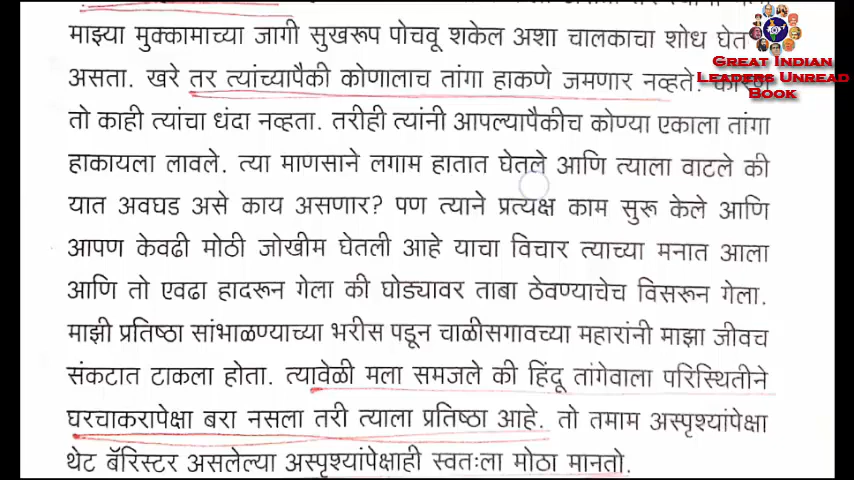 माझ्या मुक्कामाच्या जागी सुखरूप पोचवू शकेल अशा चालकाचा शोध घेत
असता. खरे तर त्यांच्यापैकी कोणालाच तांगा हाकणे जमणार नव्हते.
तो काही त्यांचा धंदा नव्हता. तरीही त्यांनी आपल्यापैकीच कोण्या एकाला तांगा
हाकायला लावले. त्या माणसाने लगाम हातात घेतले आणि त्याला वाटले की
यात अवघड असे काय असणार? पण त्याने प्रत्यक्ष काम सुरू केले आणि
आपण केवढी मोठी जोखीम घेतली आहे याचा विचार त्याच्या मनात आला
आणि तो एवढा हादरून गेला की घोड्यावर ताबा ठेवण्याचेच विसरून गेला.
माझी प्रतिष्ठा सांभाळण्याच्या भरीस पडून चाळीसगावच्या महारांनी माझा जीवच
संकटात टाकला होता. त्यावेळी मला समजले की हिंदू तांगेवाला परिस्थितीने
घरचाकरापेक्षा बरा नसला तरी त्याला प्रतिष्ठा आहे. तो तमाम अस्पृश्यांपेक्षा
थेट बॅरिस्टर असलेल्या अस्पृश्यांपेक्षाही स्वतःला मोठा मानतो.
Great Indian
Leaders Unread
Book